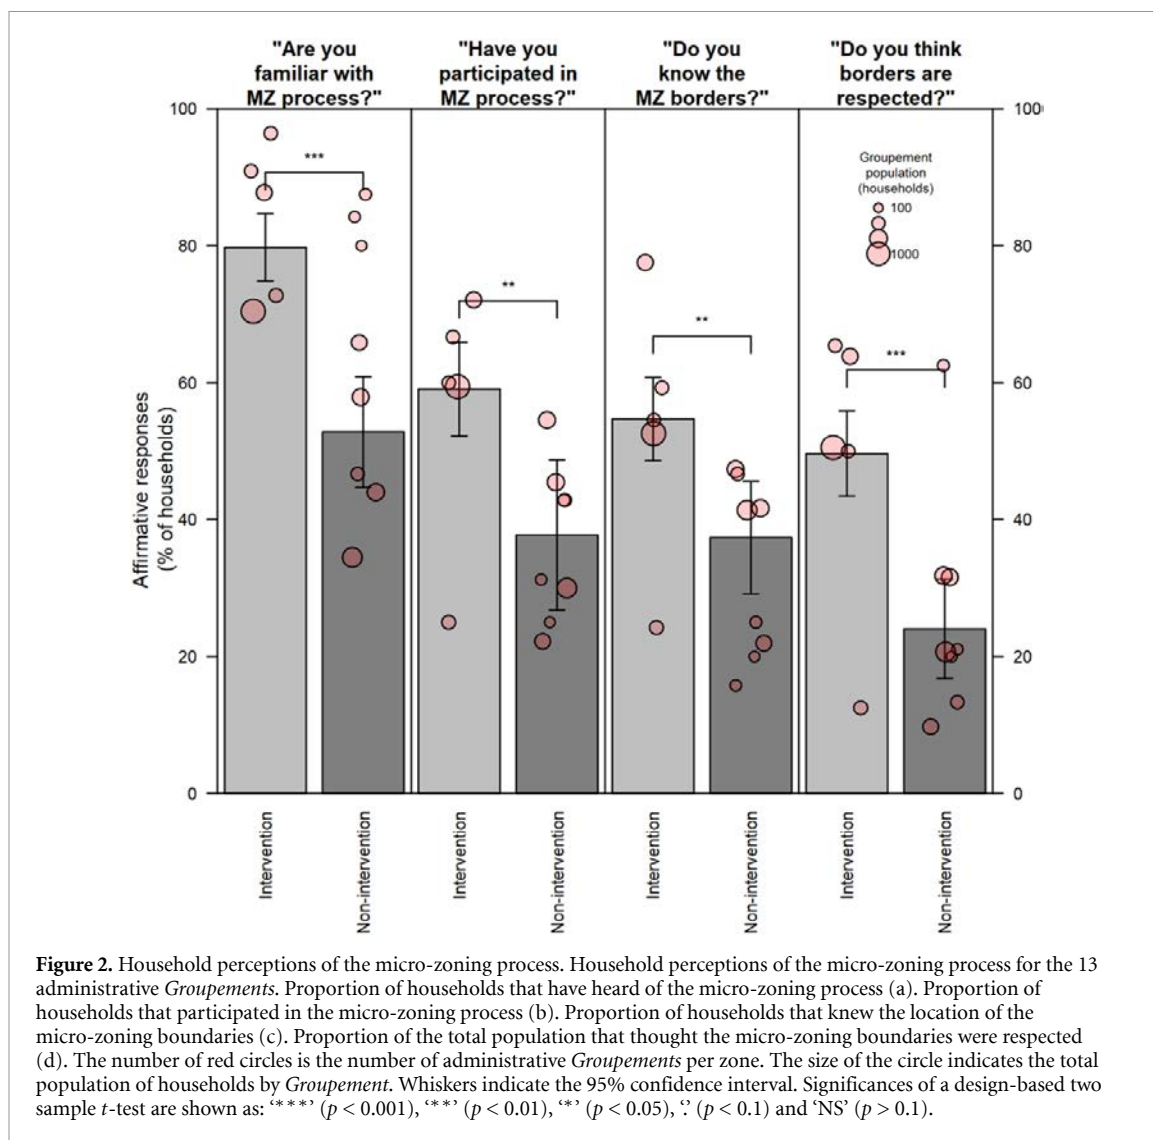 "Are you
familiar with
MZ process?"
"Have you
participated in
MZ process?"
"Do you
know the
MZ borders?"
"Do you think
borders are
respected?"
100
80
60
40
20
0
100
80
60
40
20
0
Affirmative responses
(% of households)
***
**
**
***
Groupement
population
(households)
100
1000
Intervention
Non-intervention
Intervention
Non-intervention
Intervention
Non-intervention
Intervention
Non-intervention
Figure 2. Household perceptions of the micro-zoning process. Household perceptions of the micro-zoning process for the 13
administrative Groupements. Proportion of households that have heard of the micro-zoning process (a). Proportion of
households that participated in the micro-zoning process (b). Proportion of households that knew the location of the
micro-zoning boundaries (c). Proportion of the total population that thought the micro-zoning boundaries were respected
(d). The number of red circles is the number of administrative Groupements per zone. The size of the circle indicates the total
population of households by Groupement. Whiskers indicate the 95% confidence interval. Significances of a design-based two
sample t-test are shown as: ‘***’ (p < 0.001), ‘**’ (p < 0.01), ‘*’ (p < 0.05), ‘.’ (p < 0.1) and ‘NS’ (p > 0.1).